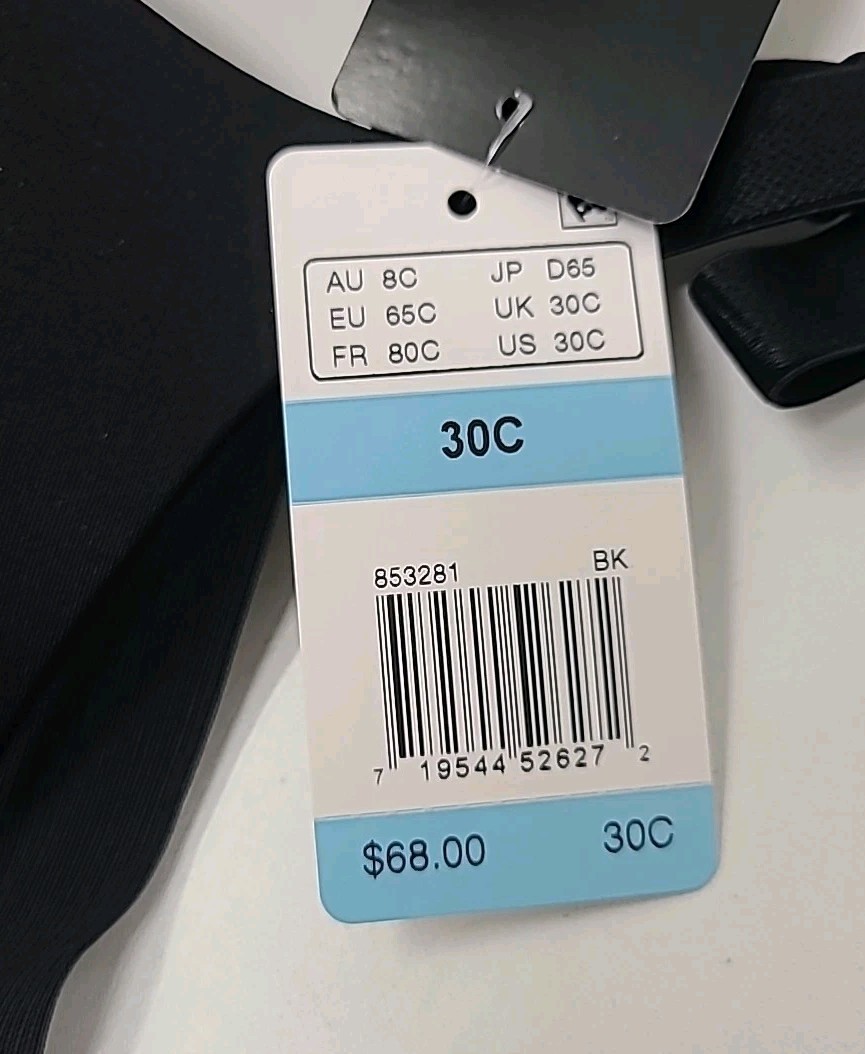 AU 8C JP D65
EU 65C UK 30C
FR 80C US 30C
30C
853281 BK
7 19544 52627 2
$68.00 30C